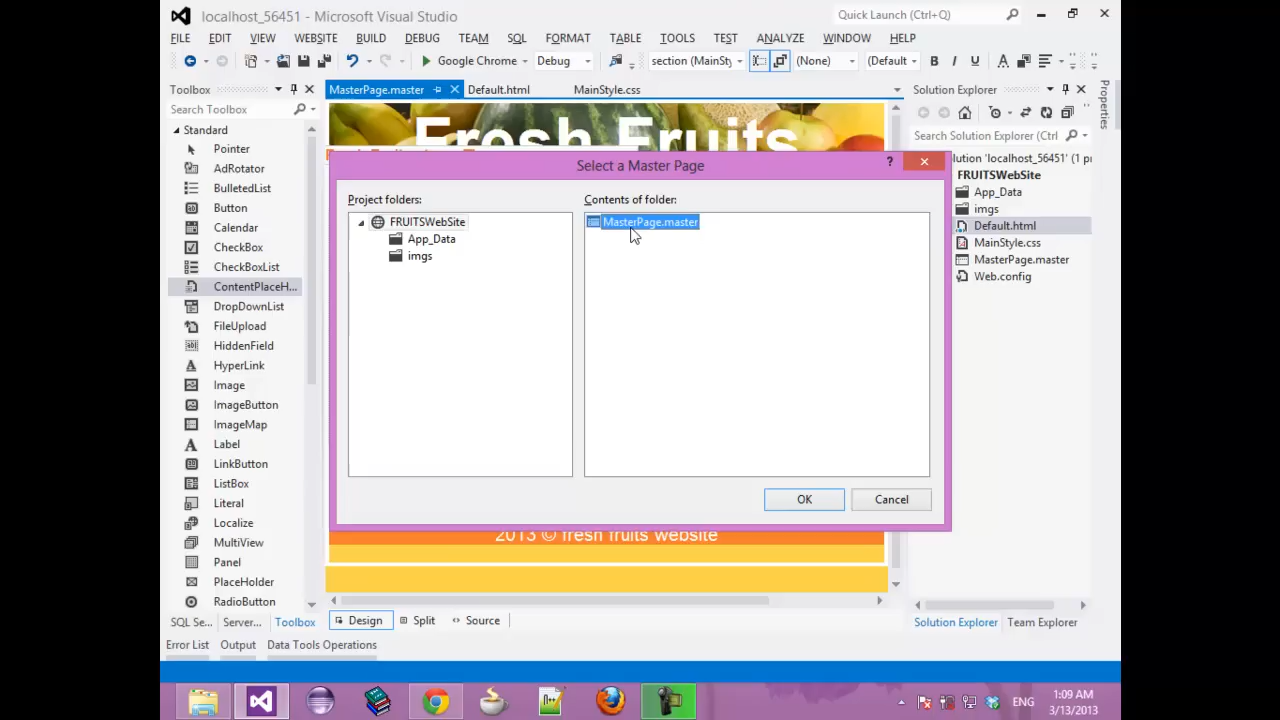 localhost_56451 - Microsoft Visual Studio
Quick Launch (Ctrl+Q)
FILE EDIT VIEW WEBSITE BUILD DEBUG TEAM SQL FORMAT TABLE TOOLS TEST ANALYZE WINDOW HELP
Google Chrome Debug section (MainSt (None) (Default B I U
Toolbox
MasterPage.master Default.html MainStyle.css
Solution Explorer
Properties
Search Toolbox
Search Solution Explorer (Ctrl
Standard
Pointer
AdRotator
BulletedList
Button
Calendar
CheckBox
CheckBoxList
ContentPlaceH...
DropDownList
FileUpload
HiddenField
HyperLink
Image
ImageButton
ImageMap
Label
LinkButton
ListBox
Literal
Localize
MultiView
Panel
PlaceHolder
RadioButton
Fresh Fruits
Select a Master Page
?
Project folders:
Contents of folder:
FRUITSWebSite
App_Data
imgs
MasterPage.master
OK Cancel
2013 © fresh fruits website
olution 'localhost_56451' (1 pr
FRUITSWebSite
App_Data
imgs
Default.html
MainStyle.css
MasterPage.master
Web.config
SQL Se... Server... Toolbox
Design Split Source
Solution Explorer Team Explorer
Error List Output Data Tools Operations
ENG
1:09 AM
3/13/2013